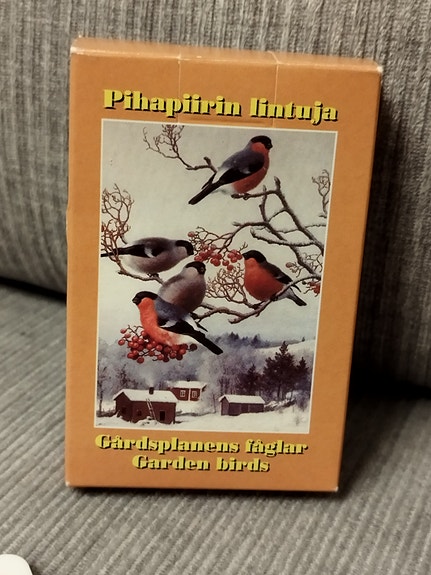 Pihapiirin lintuja
Gårdsplanens fåglar
Garden birds